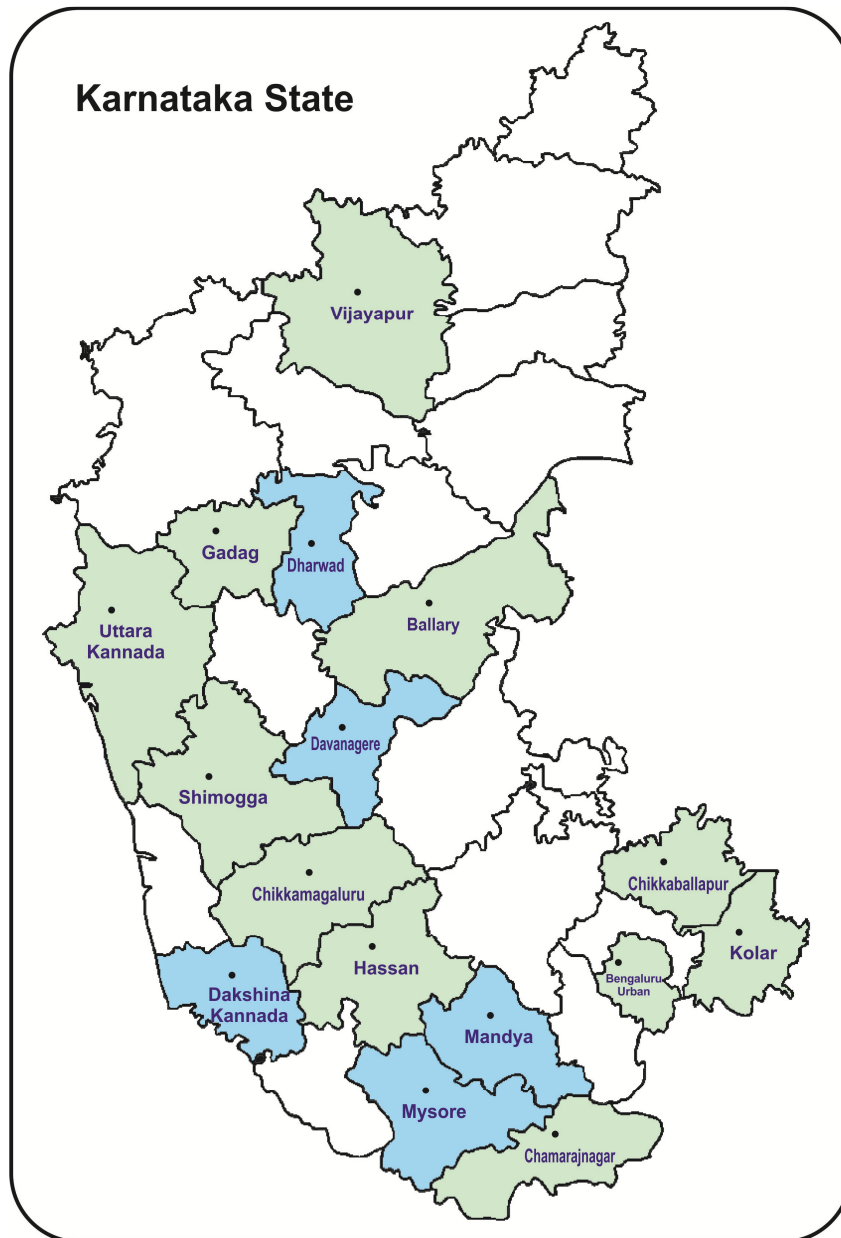 Karnataka State
Vijayapur
Gadag
Dharwad
Ballary
Uttara
Kannada
Davanagere
Shimogga
Chikkamagaluru
Chikkaballapur
Hassan
Kolar
Bengaluru
Urban
Dakshina
Kannada
Mandya
Mysore
Chamarajnagar